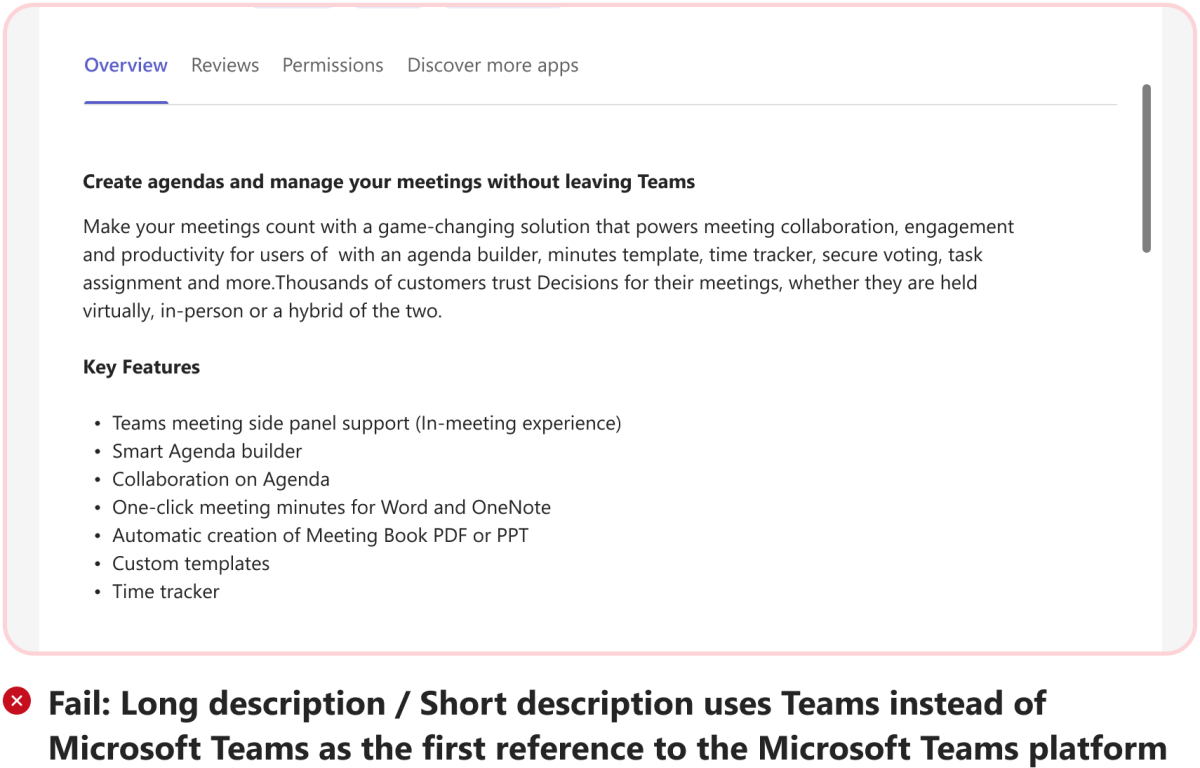 Overview Reviews Permissions Discover more apps
Create agendas and manage your meetings without leaving Teams
Make your meetings count with a game-changing solution that powers meeting collaboration, engagement
and productivity for users of  with an agenda builder, minutes template, time tracker, secure voting, task
assignment and more.Thousands of customers trust Decisions for their meetings, whether they are held
virtually, in-person or a hybrid of the two.
Key Features
• Teams meeting side panel support (In-meeting experience)
• Smart Agenda builder
• Collaboration on Agenda
• One-click meeting minutes for Word and OneNote
• Automatic creation of Meeting Book PDF or PPT
• Custom templates
• Time tracker
Fail: Long description / Short description uses Teams instead of
Microsoft Teams as the first reference to the Microsoft Teams platform